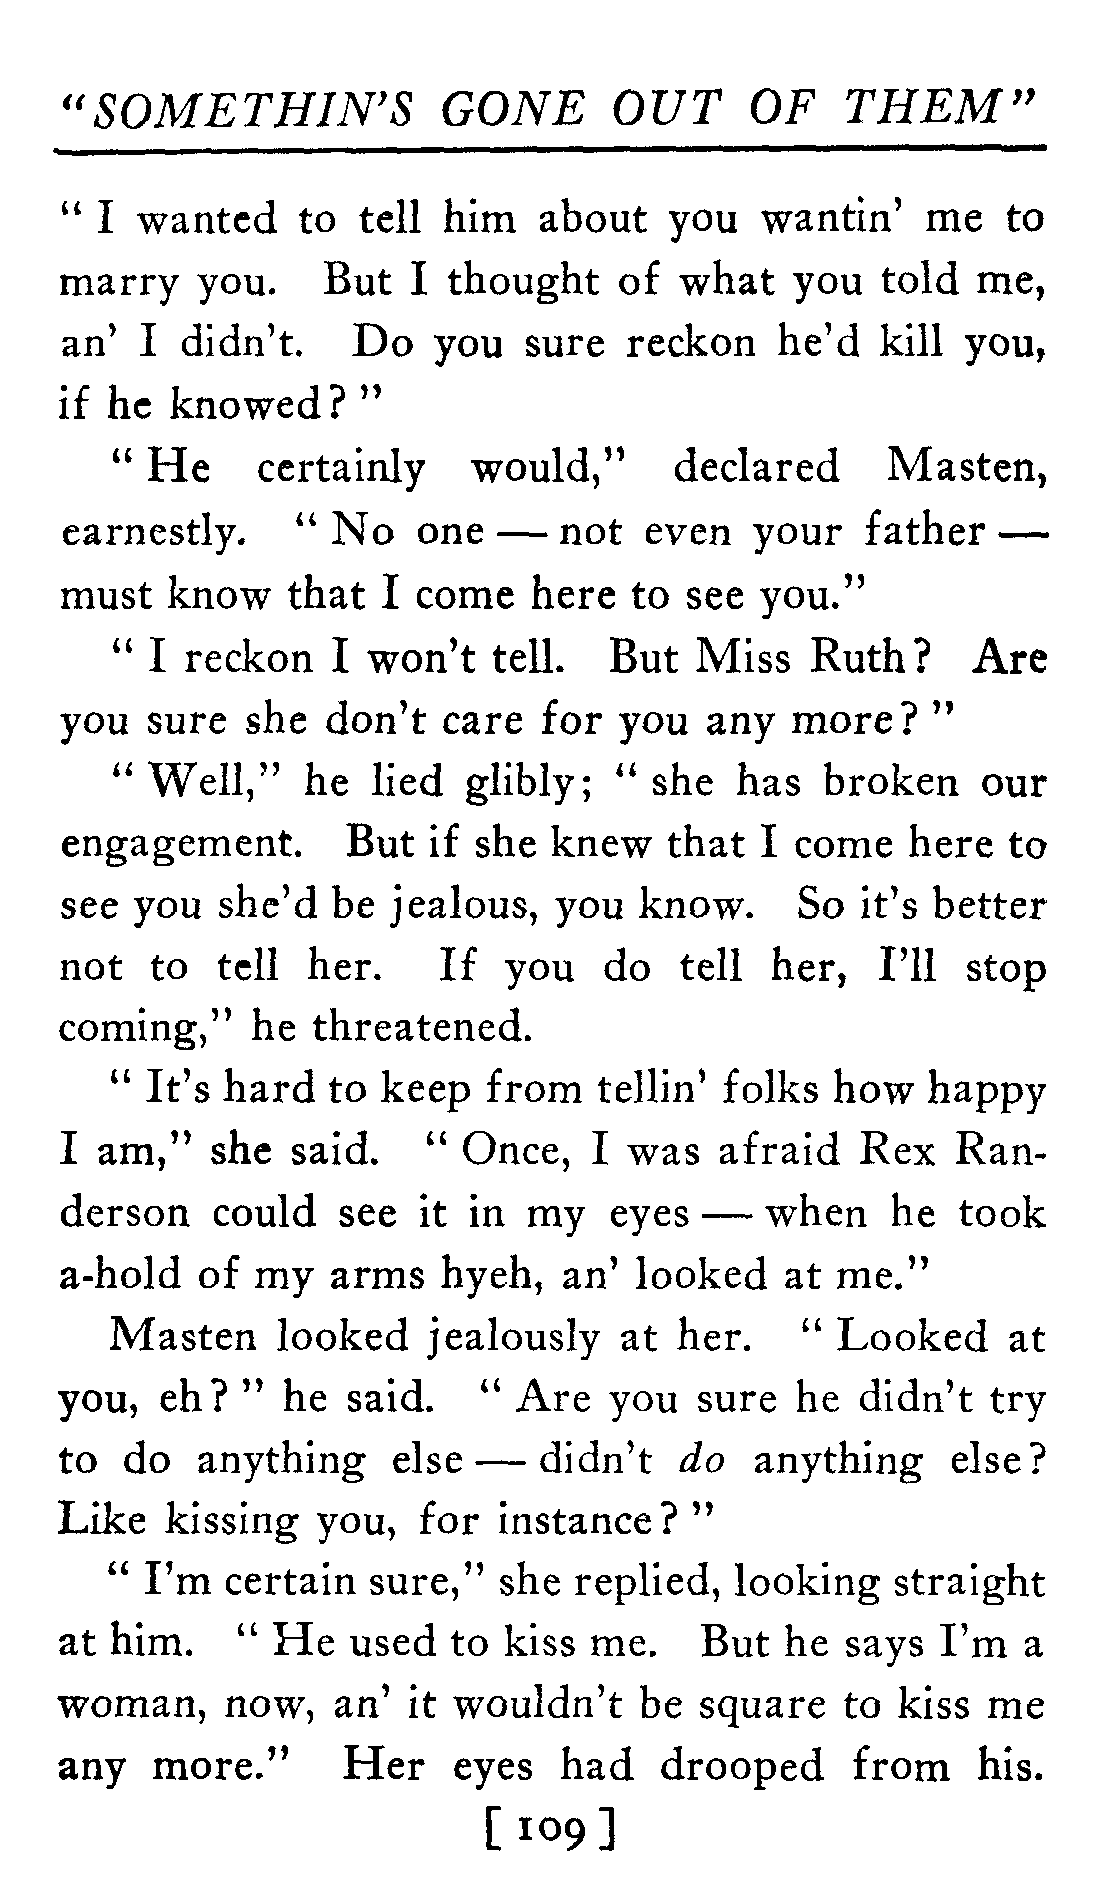 "SOMETHIN'S GONE OUT OF THEM"
" I wanted to tell him about you wantin' me to
marry you. But I thought of what you told me,
an' I didn't. Do you sure reckon he'd kill you,
if he knowed? "
" He certainly would," declared Masten,
earnestly. " No one — not even your father —
must know that I come here to see you."
" I reckon I won't tell. But Miss Ruth? Are
you sure she don't care for you any more? "
" Well," he lied glibly; " she has broken our
engagement. But if she knew that I come here to
see you she'd be jealous, you know. So it's better
not to tell her. If you do tell her, I'll stop
coming," he threatened.
" It's hard to keep from tellin' folks how happy
I am," she said. " Once, I was afraid Rex Ran-
derson could see it in my eyes — when he took
a-hold of my arms hyeh, an' looked at me."
Masten looked jealously at her. " Looked at
you, eh? " he said. " Are you sure he didn't try
to do anything else — didn't do anything else?
Like kissing you, for instance? "
" I'm certain sure," she replied, looking straight
at him. " He used to kiss me. But he says I'm a
woman, now, an' it wouldn't be square to kiss me
any more." Her eyes had drooped from his.
[ 109 ]